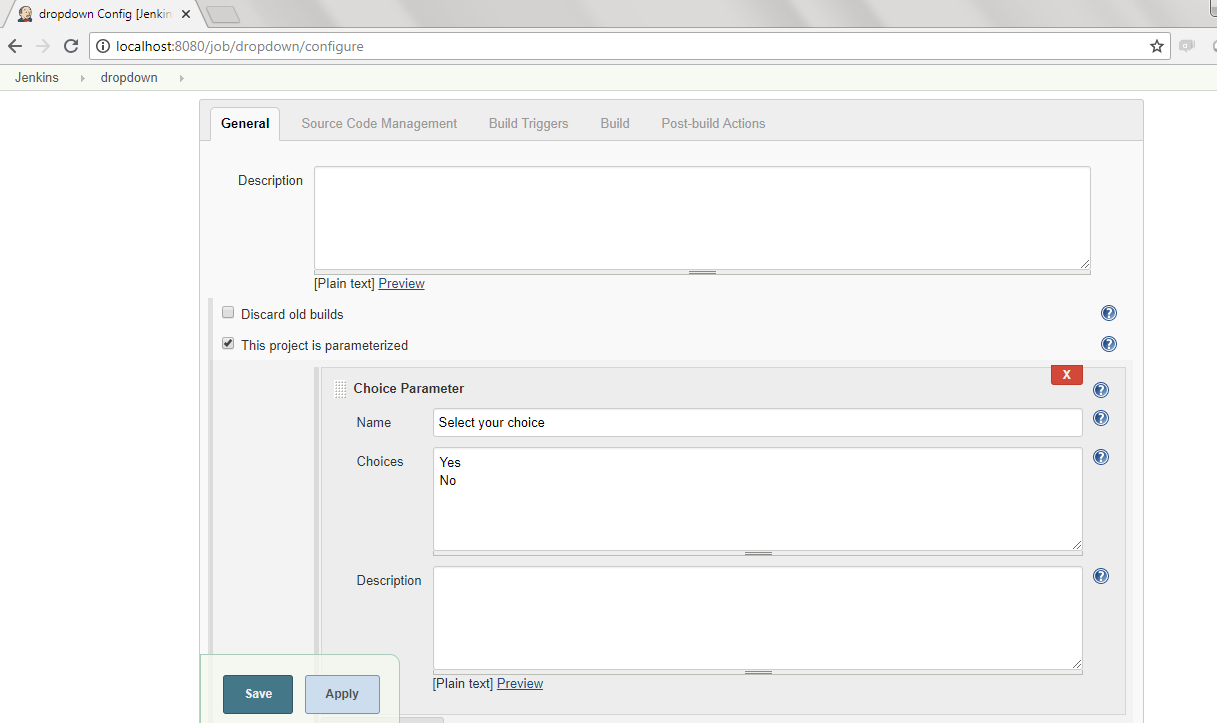 dropdown Config [Jenkin
localhost:8080/job/dropdown/configure
Jenkins dropdown
General Source Code Management Build Triggers Build Post-build Actions
Description
[Plain text] Preview
Discard old builds
This project is parameterized
X
Choice Parameter
Name Select your choice
Choices Yes
No
Description
[Plain text] Preview
Save Apply